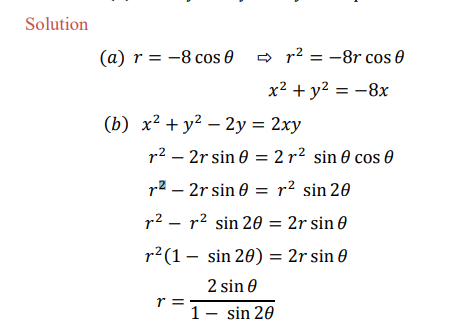 Solution
(a) r = −8 cos θ ⇒ r² = −8r cos θ
x² + y² = −8x
(b) x² + y² − 2y = 2xy
r² − 2r sin θ = 2 r² sin θ cos θ
r² − 2r sin θ = r² sin 2θ
r² − r² sin 2θ = 2r sin θ
r²(1 − sin 2θ) = 2r sin θ
r = 2 sin θ / 1 − sin 2θ